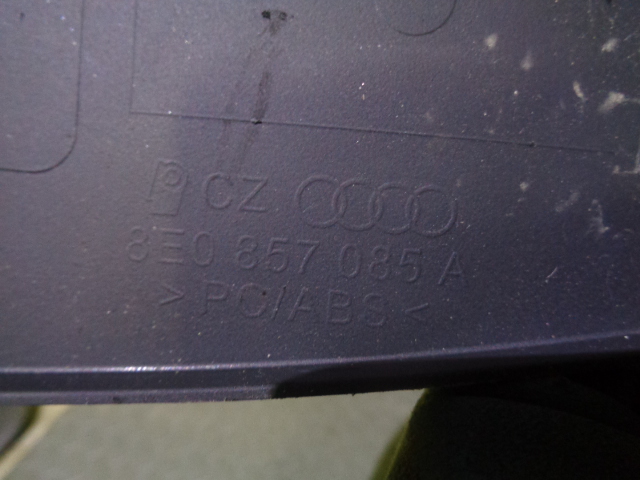 CZ
8E0 857 085 A
> PC/ABS <